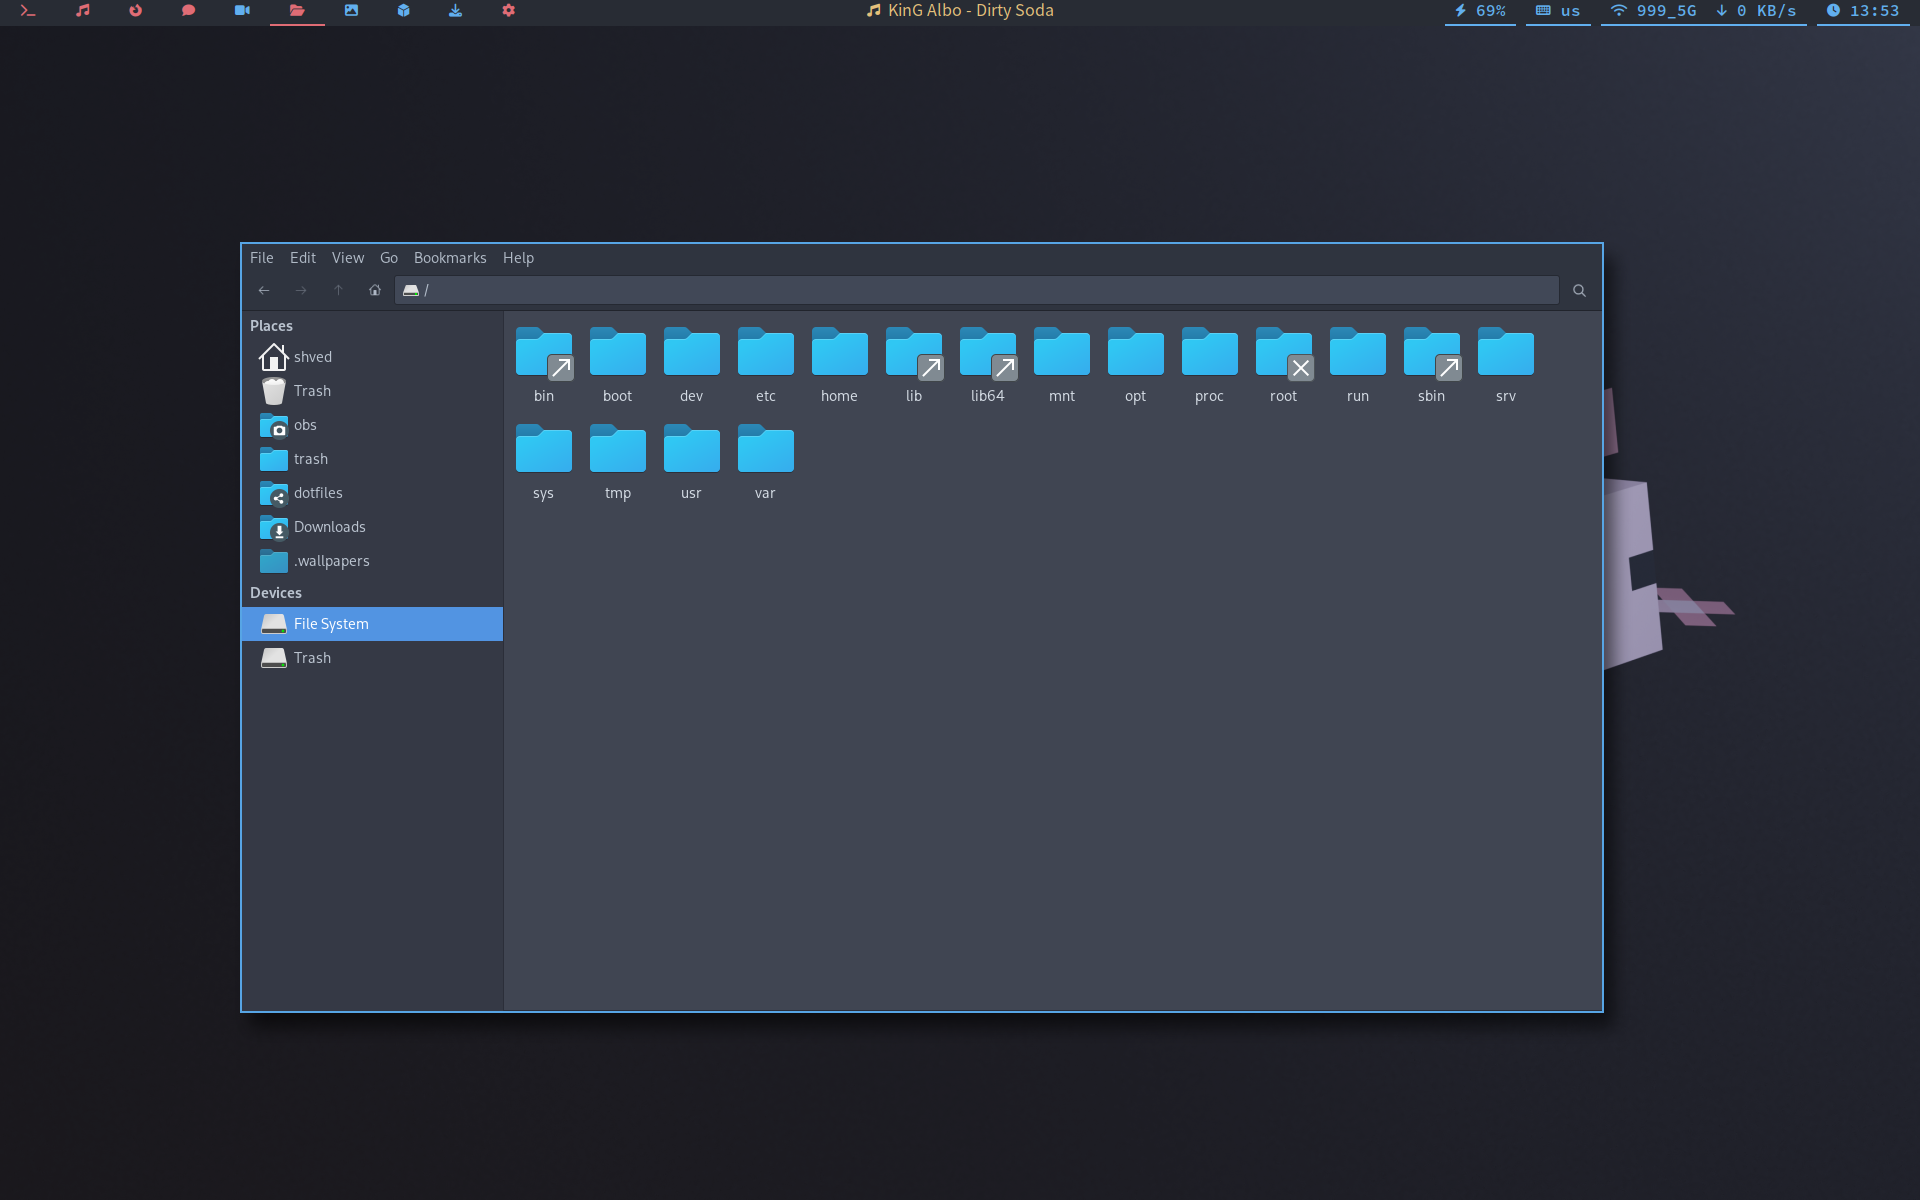 KinG Albo - Dirty Soda
69%
us
999_5G
0 KB/s
13:53
File Edit View Go Bookmarks Help
/
Places
shved
Trash
obs
trash
dotfiles
Downloads
.wallpapers
Devices
File System
Trash
bin boot dev etc home lib lib64 mnt opt proc root run sbin srv
sys tmp usr var